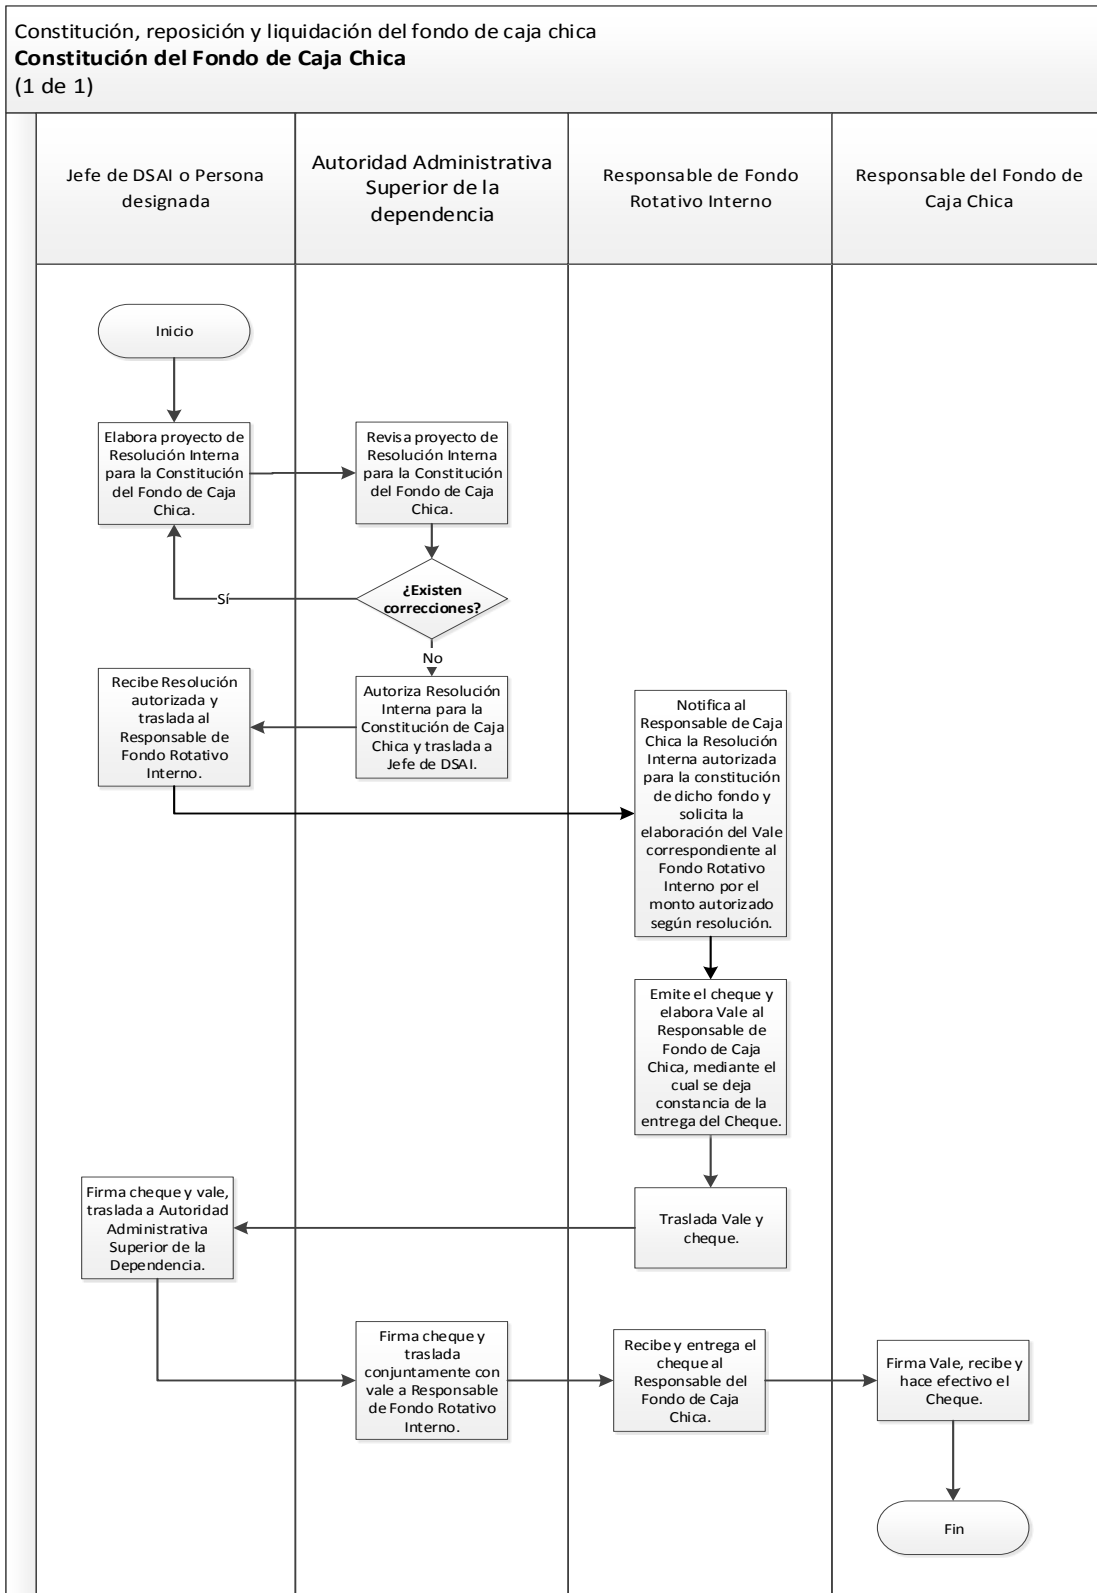 Constitución, reposición y liquidación del fondo de caja chica
Constitución del Fondo de Caja Chica
(1 de 1)
Jefe de DSAI o Persona
designada
Autoridad Administrativa
Superior de la
dependencia
Responsable de Fondo
Rotativo Interno
Responsable del Fondo de
Caja Chica
Inicio
Elabora proyecto de
Resolución Interna
para la Constitución
del Fondo de Caja
Chica.
Revisa proyecto de
Resolución Interna
para la Constitución
del Fondo de Caja
Chica.
¿Existen
correcciones?
Sí
No
Autoriza Resolución
Interna para la
Constitución de Caja
Chica y traslada a
Jefe de DSAI.
Recibe Resolución
autorizada y
traslada al
Responsable de
Fondo Rotativo
Interno.
Notifica al
Responsable de Caja
Chica la Resolución
Interna autorizada
para la constitución
de dicho fondo y
solicita la
elaboración del Vale
correspondiente al
Fondo Rotativo
Interno por el
monto autorizado
según resolución.
Emite el cheque y
elabora Vale al
Responsable de
Fondo de Caja
Chica, mediante el
cual se deja
constancia de la
entrega del Cheque.
Traslada Vale y
cheque.
Firma cheque y vale,
traslada a Autoridad
Administrativa
Superior de la
Dependencia.
Firma cheque y
traslada
conjuntamente con
vale a Responsable
de Fondo Rotativo
Interno.
Recibe y entrega el
cheque al
Responsable del
Fondo de Caja
Chica.
Firma Vale, recibe y
hace efectivo el
Cheque.
Fin